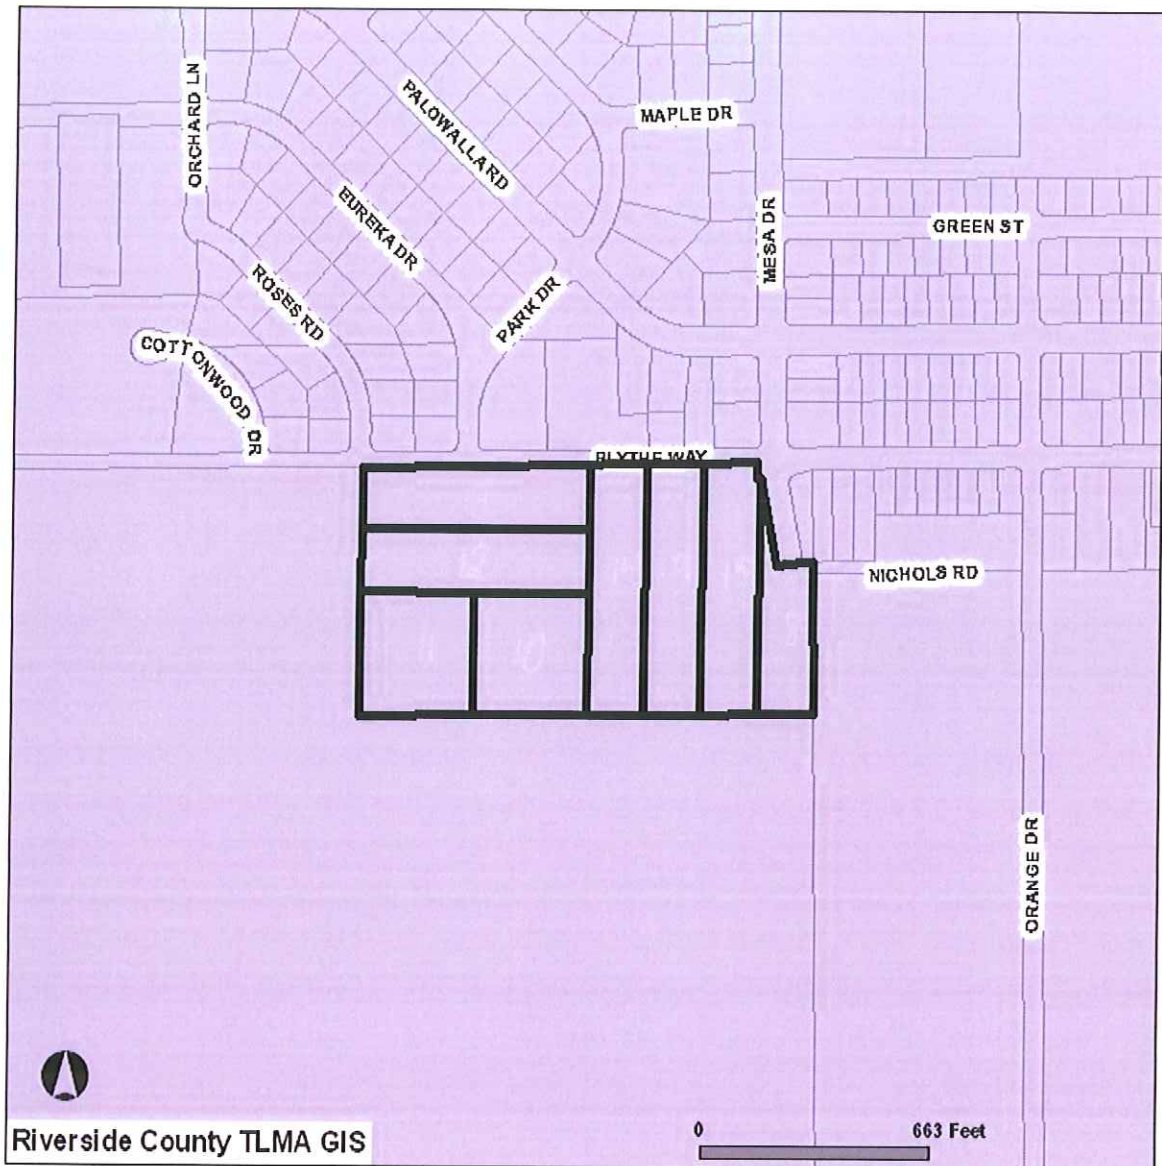 ORCHARD LN
PALOWALLA RD
MAPLE DR
EUREKA DR
MESA DR
GREEN ST
ROSES RD
PARK DR
COTTONWOOD DR
BLYTHE WAY
NICHOLS RD
ORANGE DR
Riverside County TLMA GIS
0
663 Feet